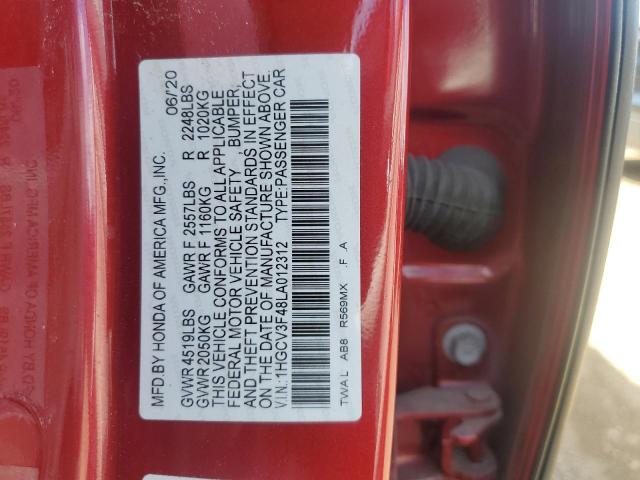 MFD.BY HONDA OF AMERICA MFG.,INC. 06/20
GVWR 4519LBS GAWR F 2557LBS R 2248LBS
GVWR 2050KG GAWR F 1160KG R 1020KG
THIS VEHICLE CONFORMS TO ALL APPLICABLE
FEDERAL MOTOR VEHICLE SAFETY , BUMPER,
AND THEFT PREVENTION STANDARDS IN EFFECT
ON THE DATE OF MANUFACTURE SHOWN ABOVE.
V.I.N.:1HGCV3F48LA012312 TYPE:PASSENGER CAR
TWAL AB8 R569MX .F .A